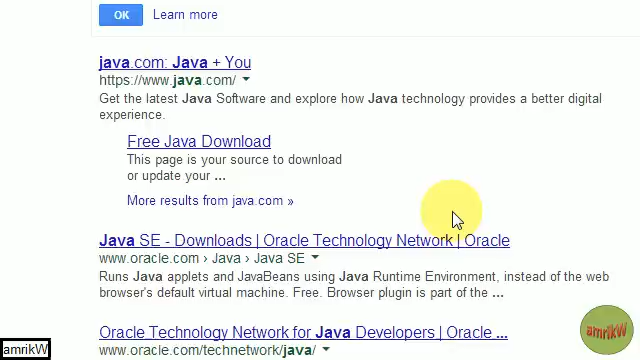 OK Learn more
java.com: Java + You
https://www.java.com/
Get the latest Java Software and explore how Java technology provides a better digital
experience.
Free Java Download
This page is your source to download
or update your ...
More results from java.com »
Java SE - Downloads | Oracle Technology Network | Oracle
www.oracle.com › Java › Java SE
Runs Java applets and JavaBeans using Java Runtime Environment, instead of the web
browser's default virtual machine. Free. Browser plugin is part of the ...
Oracle Technology Network for Java Developers | Oracle ...
www.oracle.com/technetwork/java/
amrikW
amrikW